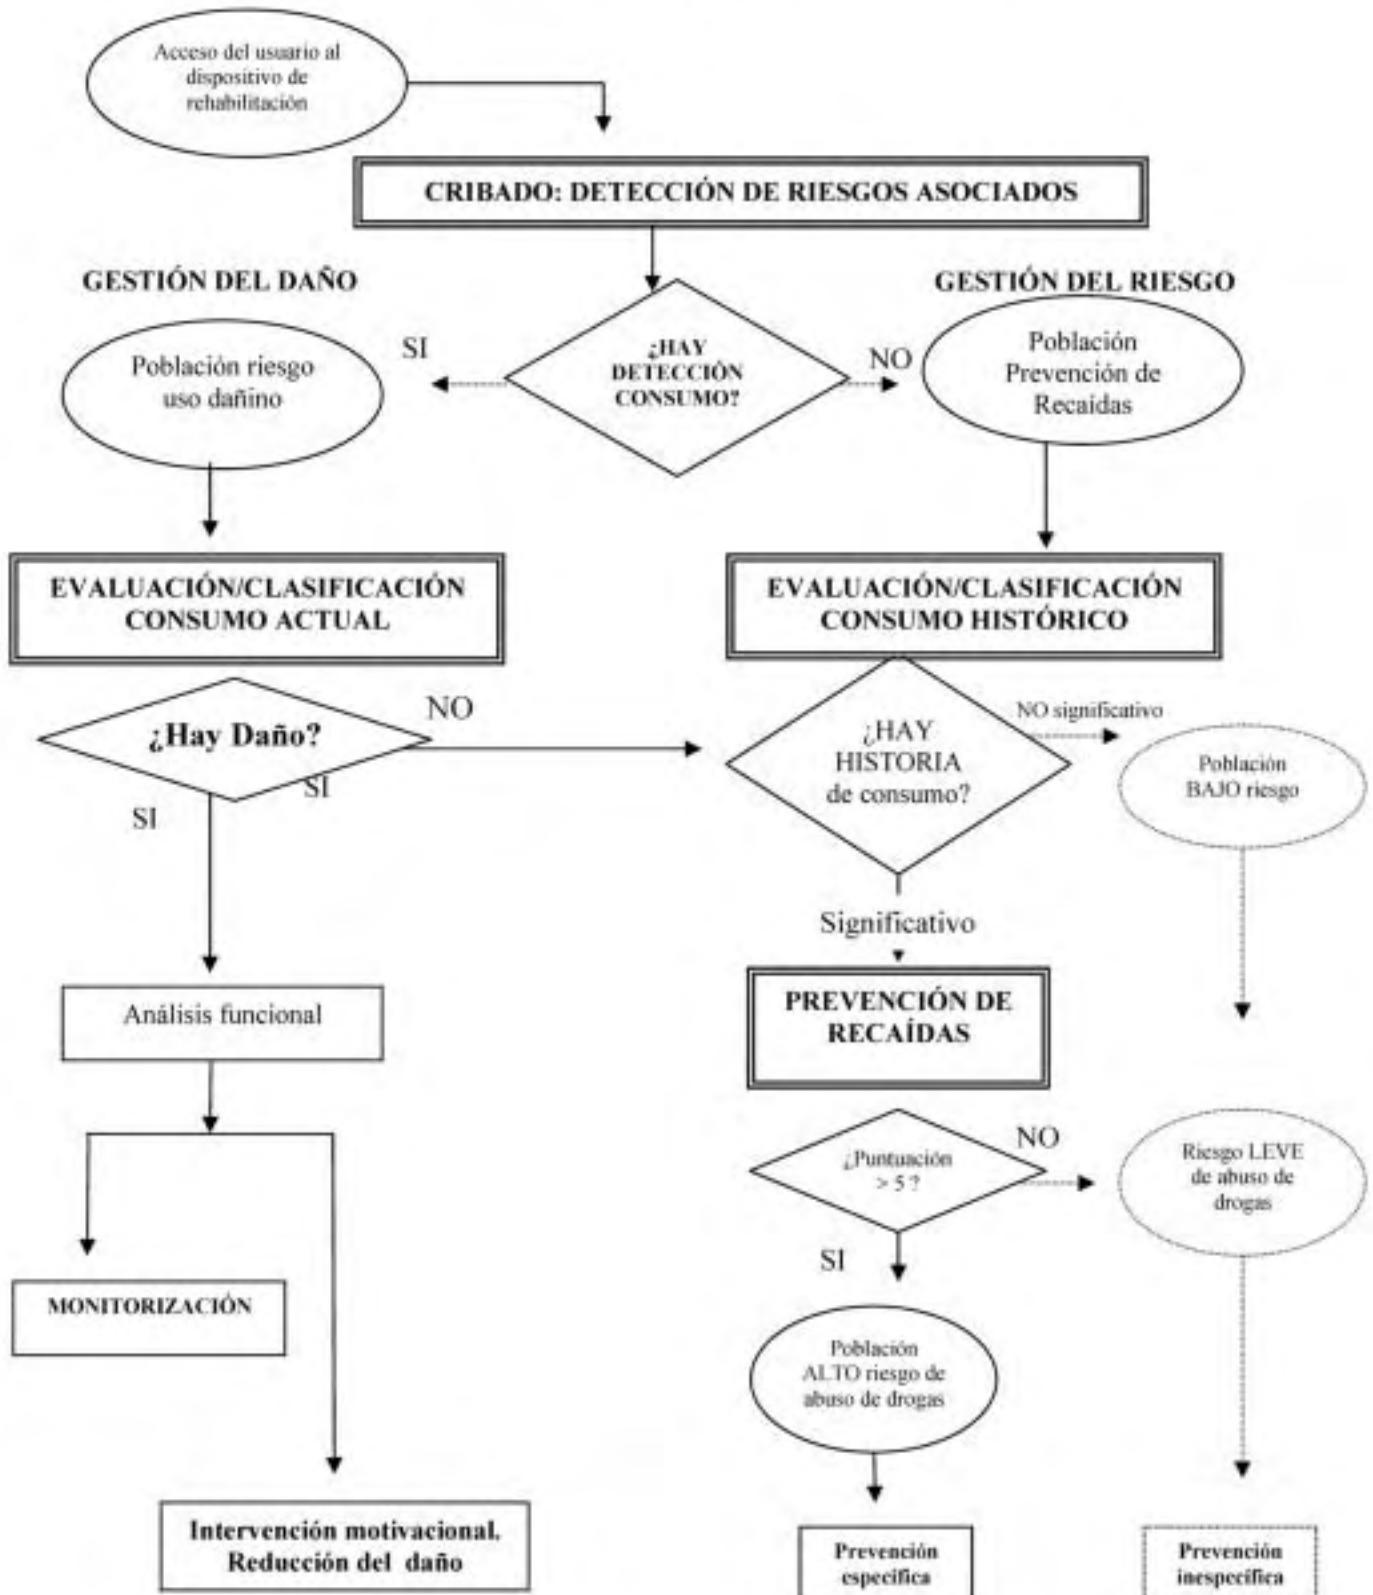 Acceso del usuario al
dispositivo de
rehabilitación
CRIBADO: DETECCIÓN DE RIESGOS ASOCIADOS
GESTIÓN DEL DAÑO
GESTIÓN DEL RIESGO
Población riesgo
uso dañino
SI
¿HAY
DETECCIÓN
CONSUMO?
NO
Población
Prevención de
Recaídas
EVALUACIÓN/CLASIFICACIÓN
CONSUMO ACTUAL
EVALUACIÓN/CLASIFICACIÓN
CONSUMO HISTÓRICO
¿Hay Daño?
NO
SI
SI
¿HAY
HISTORIA
de consumo?
NO significativo
Población
BAJO riesgo
Significativo
Análisis funcional
PREVENCIÓN DE
RECAÍDAS
¿Puntuación
> 5 ?
NO
Riesgo LEVE
de abuso de
drogas
SI
MONITORIZACIÓN
Población
ALTO riesgo de
abuso de drogas
Intervención motivacional.
Reducción del daño
Prevención
específica
Prevención
inespecífica